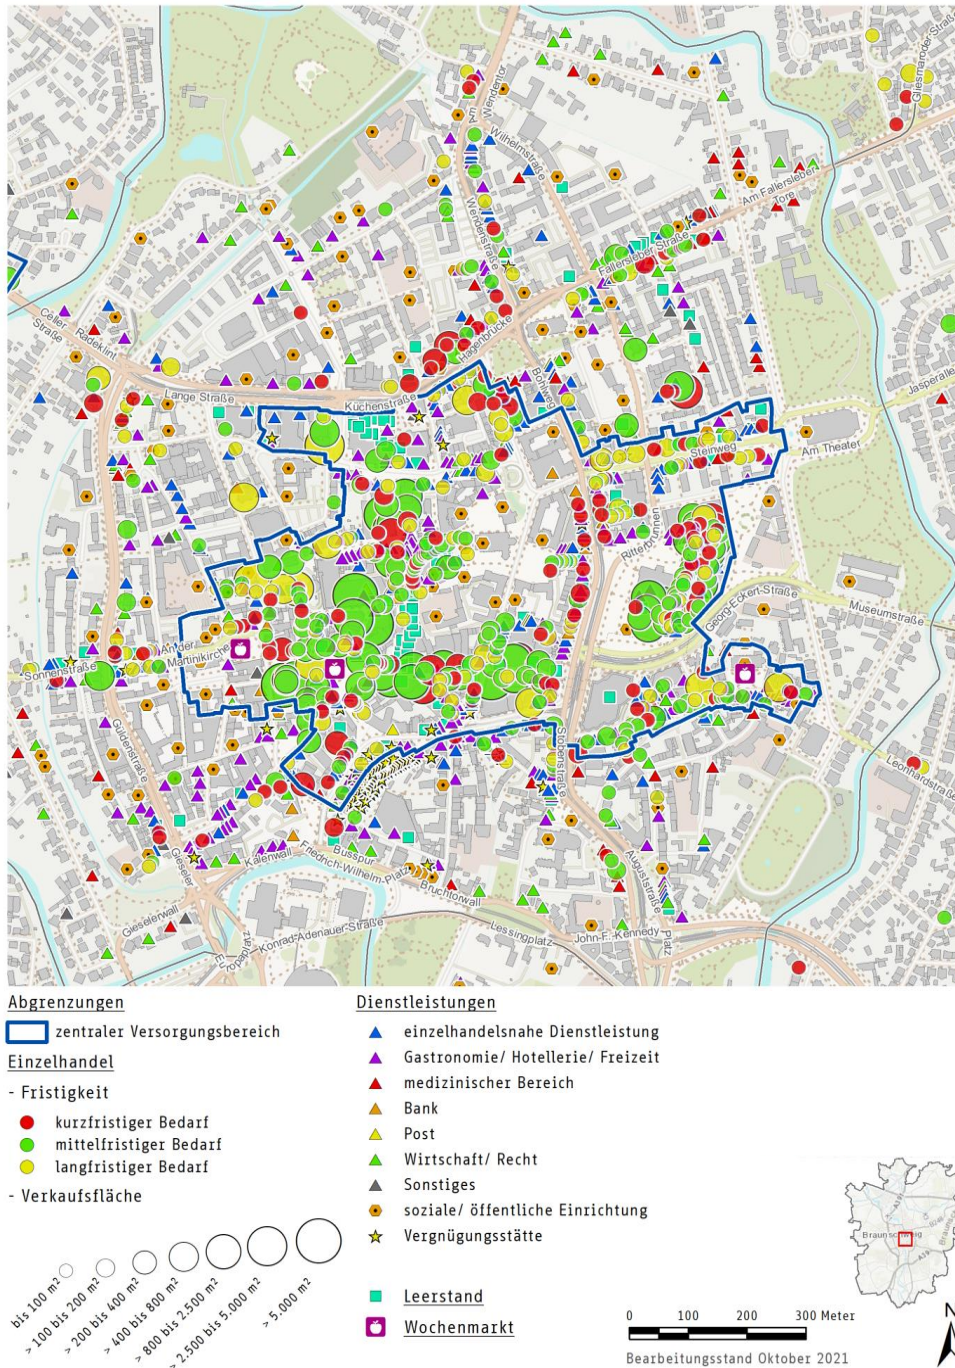 Gliesmaroder-Straße
Am Wendentor
Wilhelmstraße
Am Fallersleber
Tore
Wendenstraße
Fallersleber Straße
Celler
Straße
Radeklint
Hagenbrücke
Lange Straße
Küchenstraße
Bohlweg
Jasperallee
Steinweg
Am Theater
Ritterbrunnen
Georg-Eckert-Straße
Museumstraße
An der
Martinikirche
Sonnenstraße
Güldenstraße
Stobenstraße
Leonhardstraße
Gieseler
Kalenwall
Busspur
Friedrich-Wilhelm-Platz
Bruchtorwall
Auguststraße
Gieselerwall
Europaplatz
Konrad-Adenauer-Straße
Lessingplatz
John-F.-Kennedy
Platz
Abgrenzungen
zentraler Versorgungsbereich
Einzelhandel
- Fristigkeit
kurzfristiger Bedarf
mittelfristiger Bedarf
langfristiger Bedarf
- Verkaufsfläche
bis 100 m²
> 100 bis 200 m²
> 200 bis 400 m²
> 400 bis 800 m²
> 800 bis 2.500 m²
> 2.500 bis 5.000 m²
> 5.000 m²
Dienstleistungen
einzelhandelsnahe Dienstleistung
Gastronomie/ Hotellerie/ Freizeit
medizinischer Bereich
Bank
Post
Wirtschaft/ Recht
Sonstiges
soziale/ öffentliche Einrichtung
Vergnügungsstätte
Leerstand
Wochenmarkt
Braunschweig
N
0 100 200 300 Meter
Bearbeitungsstand Oktober 2021